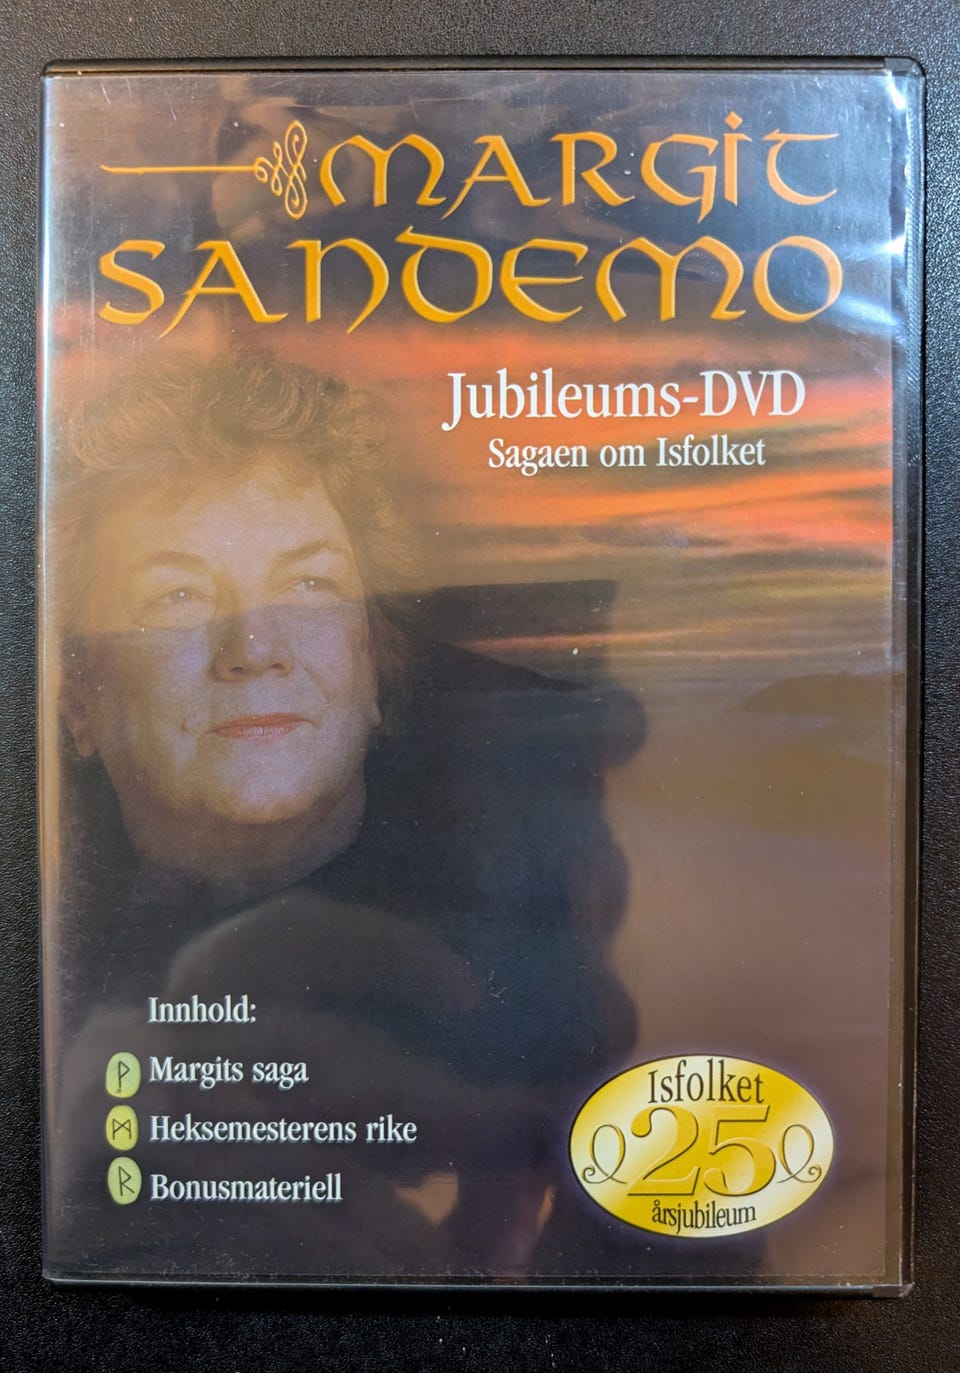 MARGIT
SANDEMO
Jubileums-DVD
Sagaen om Isfolket
Innhold:
ᚹ Margits saga
ᛗ Heksemesterens rike
ᚱ Bonusmateriell
Isfolket
25
årsjubileum